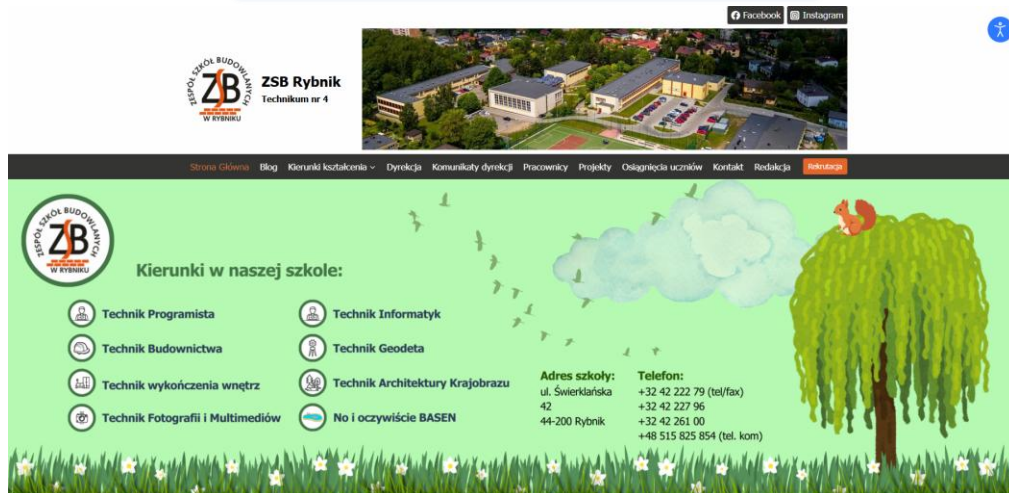 Facebook
Instagram
ZESPÓŁ SZKÓŁ BUDOWLANYCH
ZSB
W RYBNIKU
ZSB Rybnik
Technikum nr 4
Strona Główna Blog Kierunki kształcenia Dyrekcja Komunikaty dyrekcji Pracownicy Projekty Osiągnięcia uczniów Kontakt Redakcja Rekrutacja
ZESPÓŁ SZKÓŁ BUDOWLANYCH
ZSB
W RYBNIKU
Kierunki w naszej szkole:
Technik Programista
Technik Informatyk
Technik Budownictwa
Technik Geodeta
Technik wykończenia wnętrz
Technik Architektury Krajobrazu
Technik Fotografii i Multimediów
No i oczywiście BASEN
Adres szkoły:
ul. Świerklańska
42
44-200 Rybnik
Telefon:
+32 42 222 79 (tel/fax)
+32 42 227 96
+32 42 261 00
+48 515 825 854 (tel. kom)